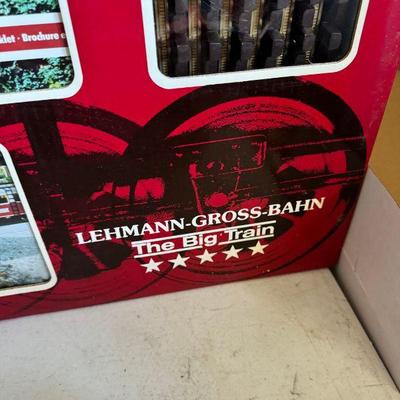 klet · Brochure e
LEHMANN-GROSS-BAHN
The Big Train